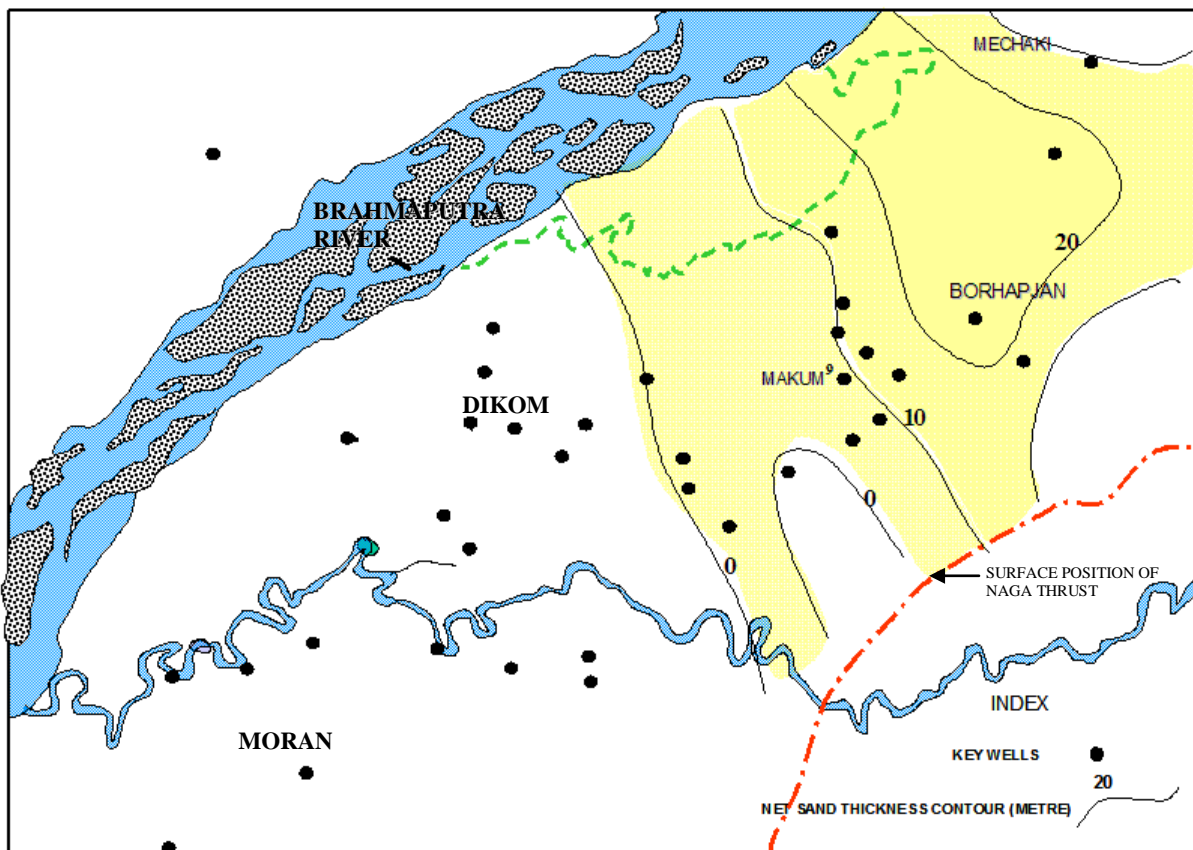 MECHAKI
BRAHMAPUTRA
RIVER
20
BORHAPJAN
MAKUM 9
DIKOM
10
0
0
SURFACE POSITION OF
NAGA THRUST
INDEX
MORAN
KEY WELLS
20
NET SAND THICKNESS CONTOUR (METRE)